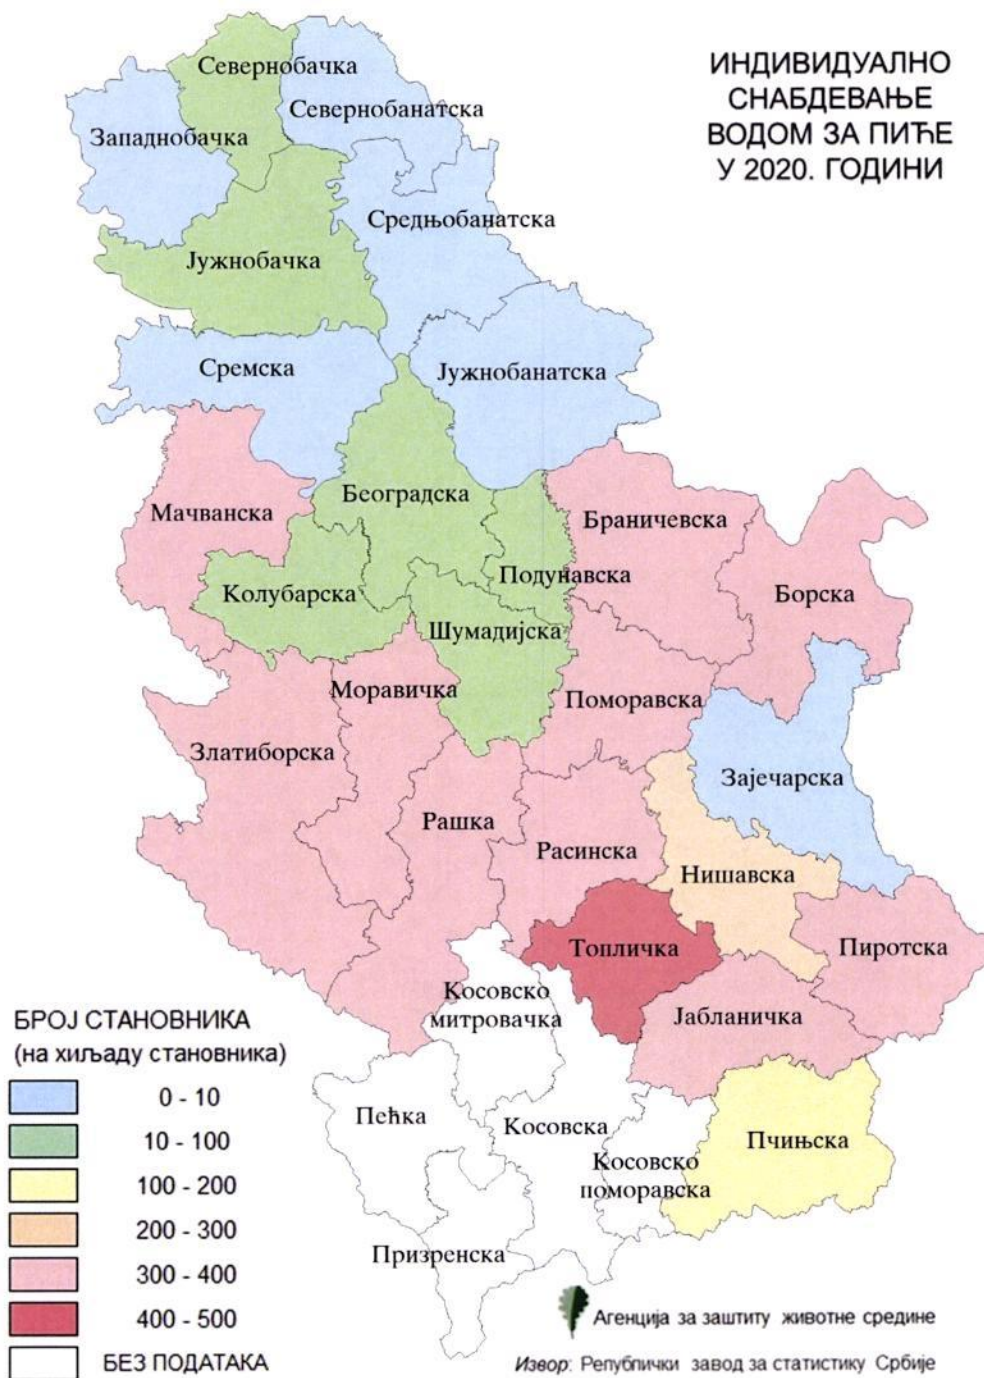 ИНДИВИДУАЛНО
СНАБДЕВАЊЕ
ВОДОМ ЗА ПИЋЕ
У 2020. ГОДИНИ
Севернобачка
Севернобанатска
Западнобачка
Средњобанатска
Јужнобачка
Сремска
Јужнобанатска
Београдска
Мачванска
Браничевска
Подунавска
Колубарска
Борска
Шумадијска
Моравичка
Поморавска
Златиборска
Зајечарска
Рашка
Расинска
Нишавска
Топличка
Пиротска
Косовско
митровачка
Јабланичка
Пећка
Косовска
Пчињска
Косовско
поморавска
Призренска
БРОЈ СТАНОВНИКА
(на хиљаду становника)
0 - 10
10 - 100
100 - 200
200 - 300
300 - 400
400 - 500
БЕЗ ПОДАТАКА
Агенција за заштиту животне средине
Извор: Републички завод за статистику Србије